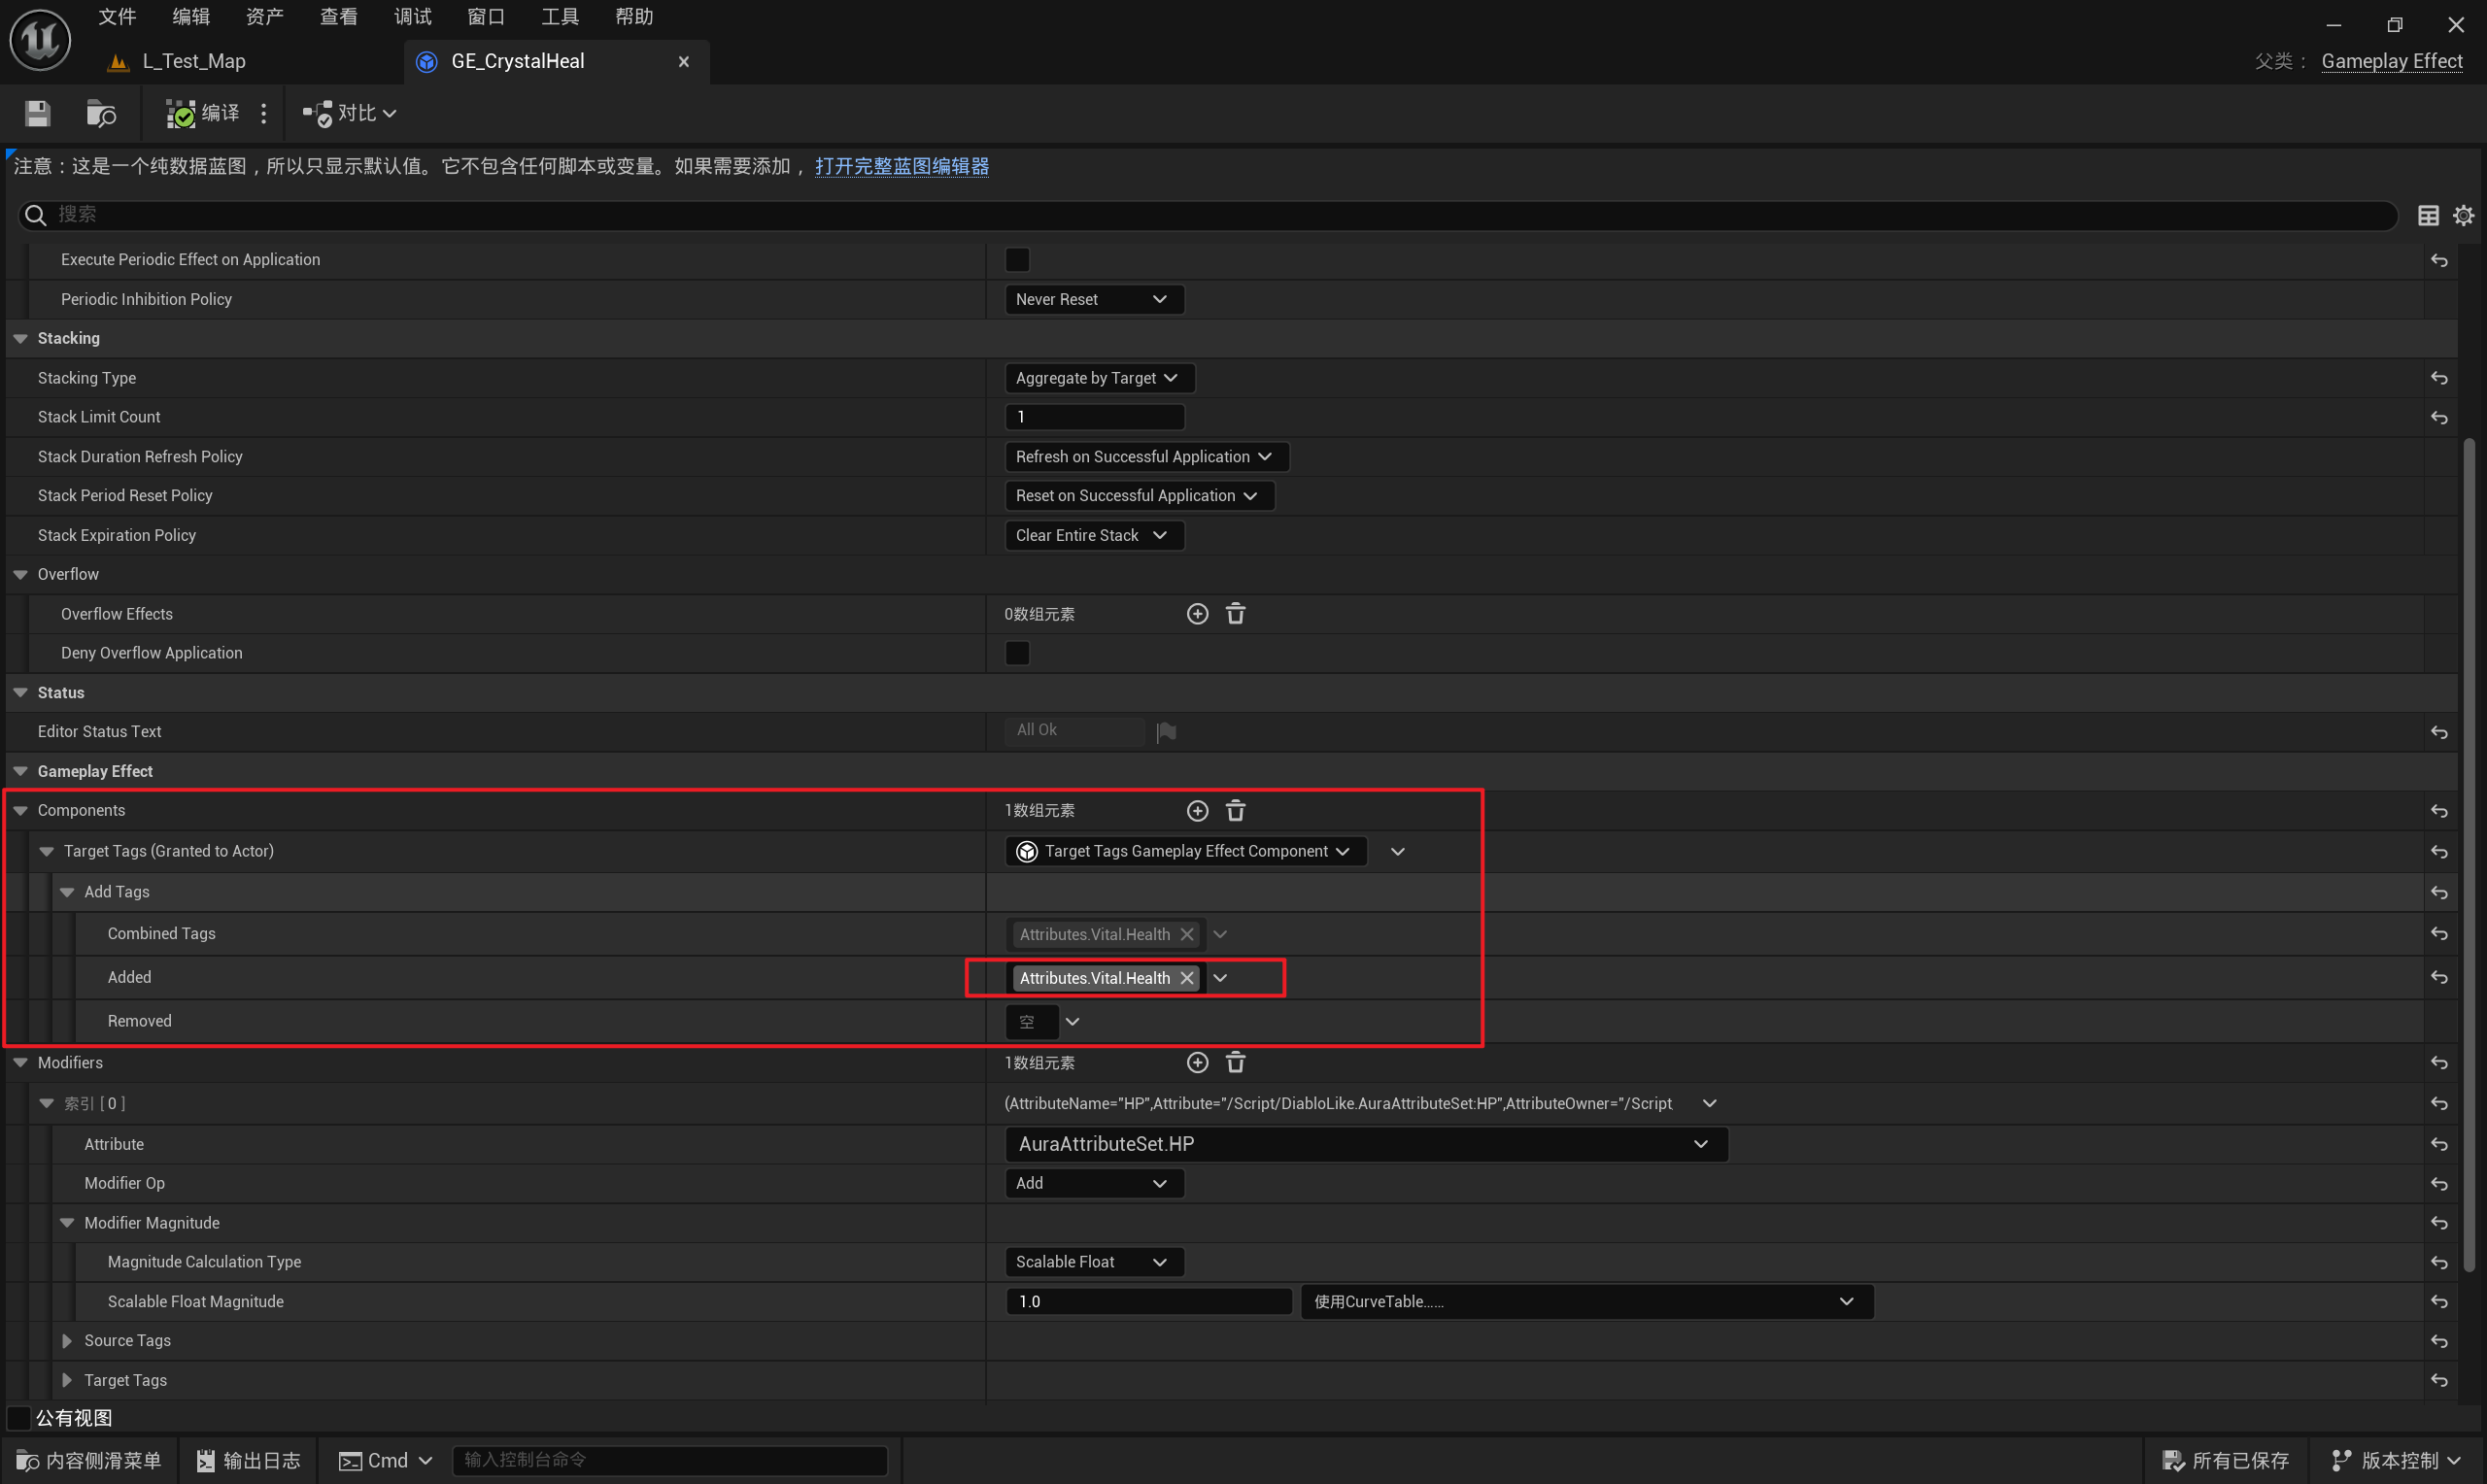 文件 编辑 资产 查看 调试 窗口 工具 帮助
L_Test_Map GE_CrystalHeal 父类： Gameplay Effect
编译 对比
注意：这是一个纯数据蓝图，所以只显示默认值。它不包含任何脚本或变量。如果需要添加， 打开完整蓝图编辑器
搜索
Execute Periodic Effect on Application
Periodic Inhibition Policy Never Reset
Stacking
Stacking Type Aggregate by Target
Stack Limit Count 1
Stack Duration Refresh Policy Refresh on Successful Application
Stack Period Reset Policy Reset on Successful Application
Stack Expiration Policy Clear Entire Stack
Overflow
Overflow Effects 0数组元素
Deny Overflow Application
Status
Editor Status Text All Ok
Gameplay Effect
Components 1数组元素
Target Tags (Granted to Actor) Target Tags Gameplay Effect Component
Add Tags
Combined Tags Attributes.Vital.Health
Added Attributes.Vital.Health
Removed 空
Modifiers 1数组元素
索引 [ 0 ] (AttributeName="HP",Attribute="/Script/DiabloLike.AuraAttributeSet:HP",AttributeOwner="/Script
Attribute AuraAttributeSet.HP
Modifier Op Add
Modifier Magnitude
Magnitude Calculation Type Scalable Float
Scalable Float Magnitude 1.0 使用CurveTable......
Source Tags
Target Tags
公有视图
内容侧滑菜单 输出日志 Cmd 输入控制台命令 所有已保存 版本控制